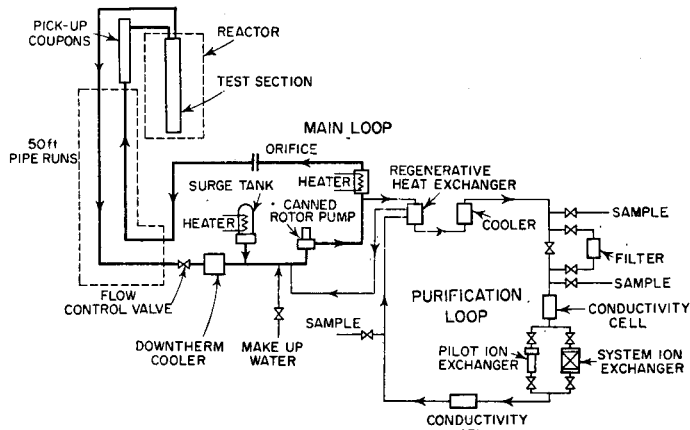 PICK-UP
COUPONS
REACTOR
TEST SECTION
50ft
PIPE RUNS
MAIN LOOP
ORIFICE
HEATER
SURGE TANK
HEATER
CANNED
ROTOR PUMP
REGENERATIVE
HEAT EXCHANGER
COOLER
SAMPLE
FILTER
SAMPLE
FLOW
CONTROL VALVE
DOWNTHERM
COOLER
MAKE UP
WATER
SAMPLE
PURIFICATION
LOOP
CONDUCTIVITY
CELL
PILOT ION
EXCHANGER
SYSTEM ION
EXCHANGER
CONDUCTIVITY